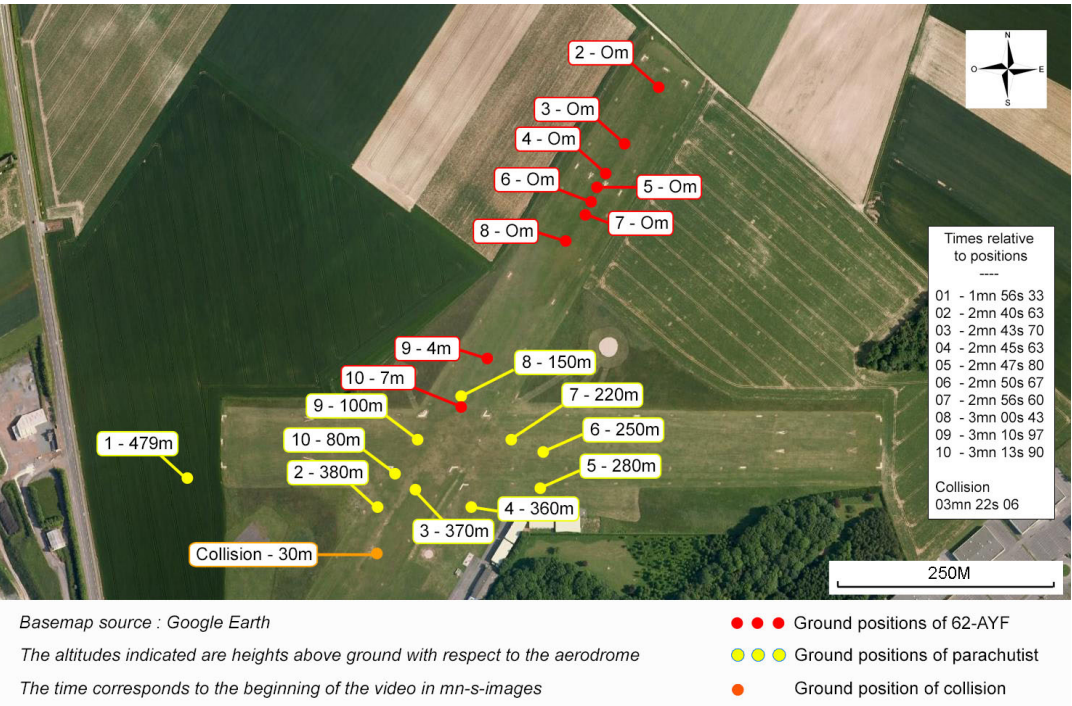 2 - Om
N
O
E
S
3 - Om
4 - Om
6 - Om
5 - Om
7 - Om
8 - Om
Times relative
to positions
----
01 - 1mn 56s 33
02 - 2mn 40s 63
03 - 2mn 43s 70
04 - 2mn 45s 63
05 - 2mn 47s 80
06 - 2mn 50s 67
07 - 2mn 56s 60
08 - 3mn 00s 43
09 - 3mn 10s 97
10 - 3mn 13s 90
Collision
03mn 22s 06
9 - 4m
8 - 150m
10 - 7m
7 - 220m
9 - 100m
6 - 250m
1 - 479m
10 - 80m
5 - 280m
2 - 380m
4 - 360m
3 - 370m
Collision - 30m
250M
Basemap source : Google Earth
The altitudes indicated are heights above ground with respect to the aerodrome
The time corresponds to the beginning of the video in mn-s-images
Ground positions of 62-AYF
Ground positions of parachutist
Ground position of collision